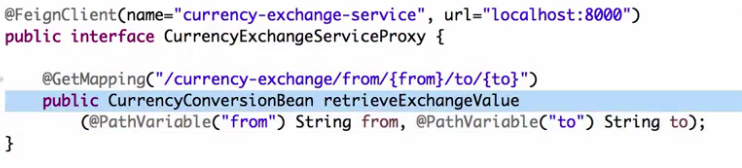 @FeignClient(name="currency-exchange-service", url="localhost:8000")
public interface CurrencyExchangeServiceProxy {
@GetMapping("/currency-exchange/from/{from}/to/{to}")
public CurrencyConversionBean retrieveExchangeValue
(@PathVariable("from") String from, @PathVariable("to") String to);
}